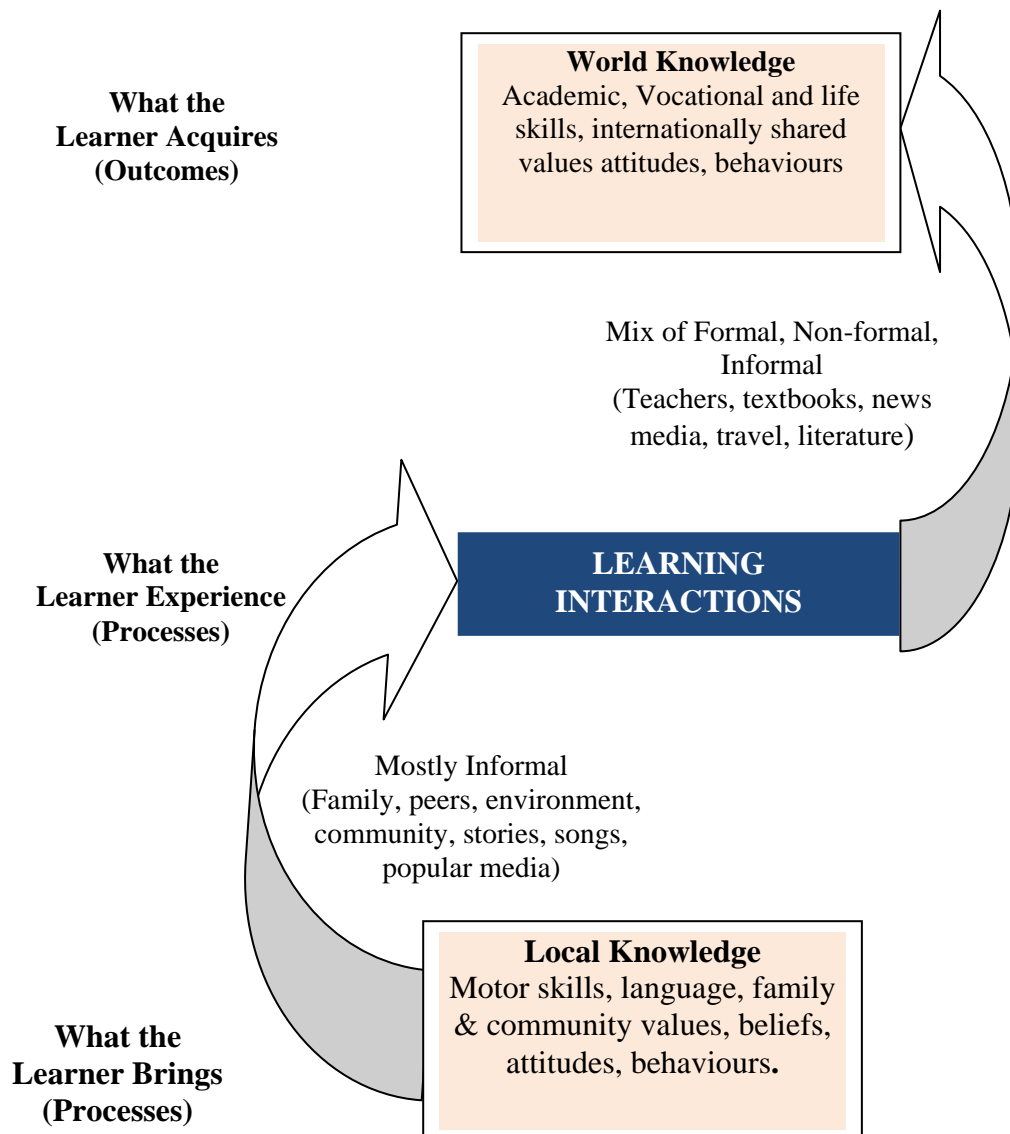 World Knowledge
Academic, Vocational and life
skills, internationally shared
values attitudes, behaviours
What the
Learner Acquires
(Outcomes)
Mix of Formal, Non-formal,
Informal
(Teachers, textbooks, news
media, travel, literature)
What the
Learner Experience
(Processes)
LEARNING
INTERACTIONS
Mostly Informal
(Family, peers, environment,
community, stories, songs,
popular media)
Local Knowledge
Motor skills, language, family
& community values, beliefs,
attitudes, behaviours.
What the
Learner Brings
(Processes)